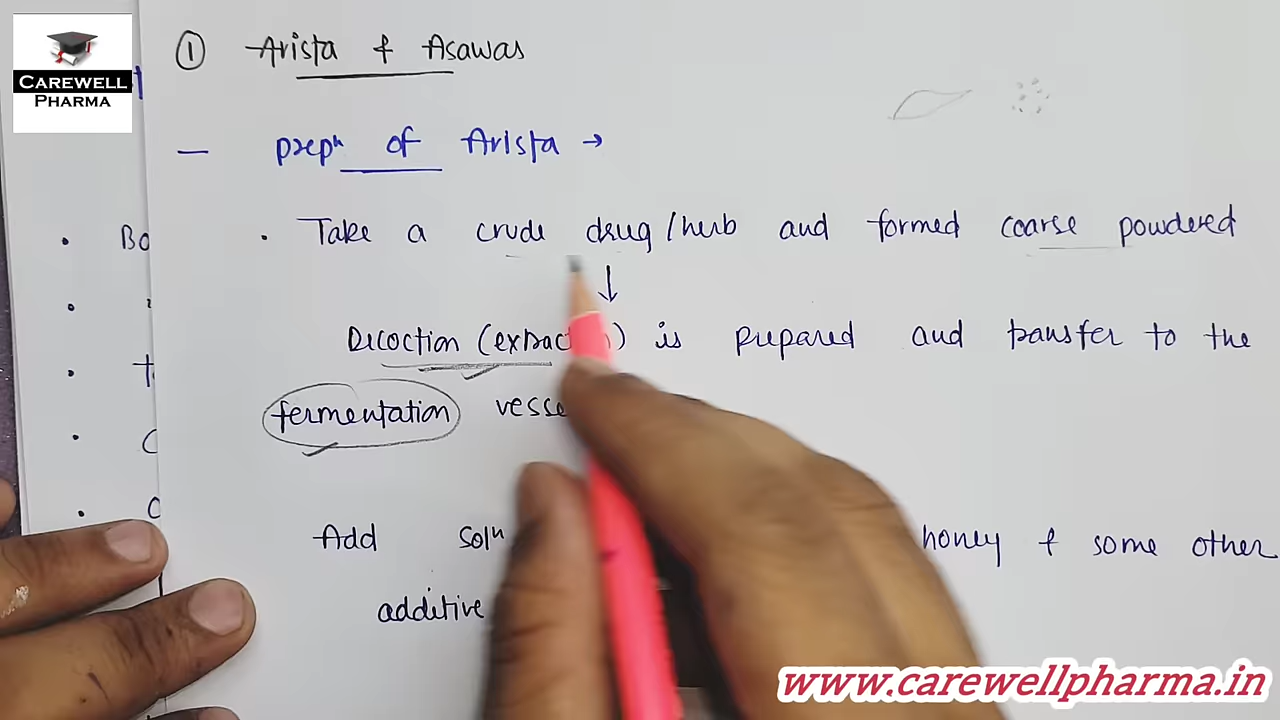 CAREWELL
PHARMA
① Arista & Asawas
— prepⁿ of Arista →
• Take a crude drug/herb and formed coarse powdered
↓
Decoction (extrac) is prepared and transfer to the
fermentation vesse
Add solⁿ honey & some other
additive
• Bo
•
•
•
•
www.carewellpharma.in